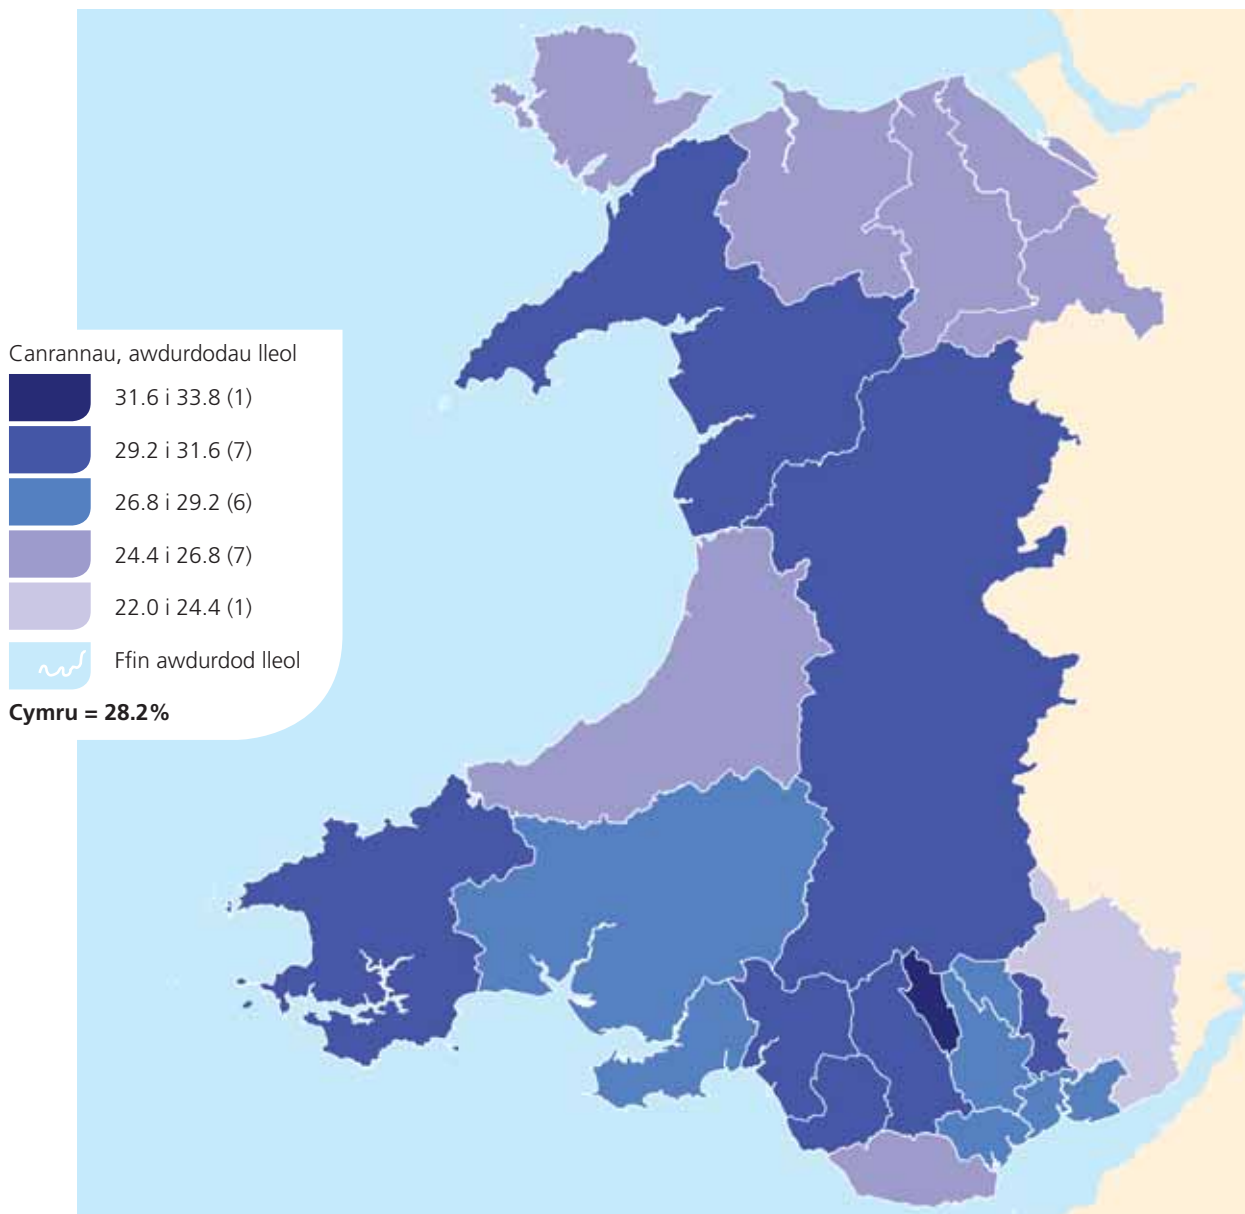 Canrannau, awdurdodau lleol
31.6 i 33.8 (1)
29.2 i 31.6 (7)
26.8 i 29.2 (6)
24.4 i 26.8 (7)
22.0 i 24.4 (1)
Ffin awdurdod lleol
Cymru = 28.2%